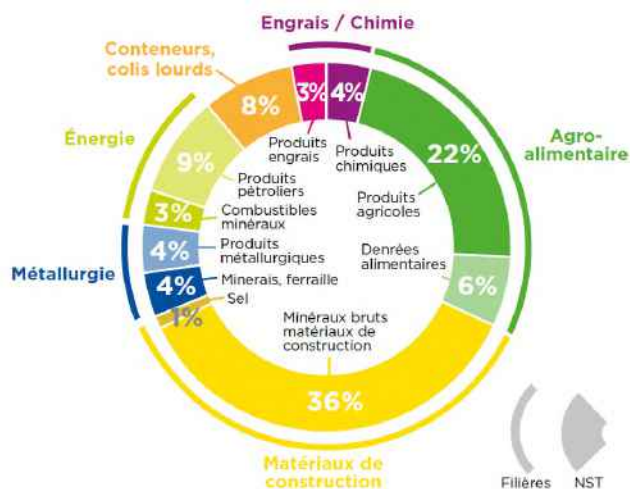 Engrais / Chimie
Conteneurs,
colis lourds
8%
3%
4%
Produits
engrais
Produits
chimiques
Énergie
9%
Produits
pétroliers
3%
Combustibles
minéraux
22%
Agro-
alimentaire
Produits
agricoles
Denrées
alimentaires
6%
Métallurgie
4%
Produits
métallurgiques
4%
Minerais, ferraille
1%
Sel
Minéraux bruts
matériaux de
construction
36%
Matériaux de
construction
Filières
NST